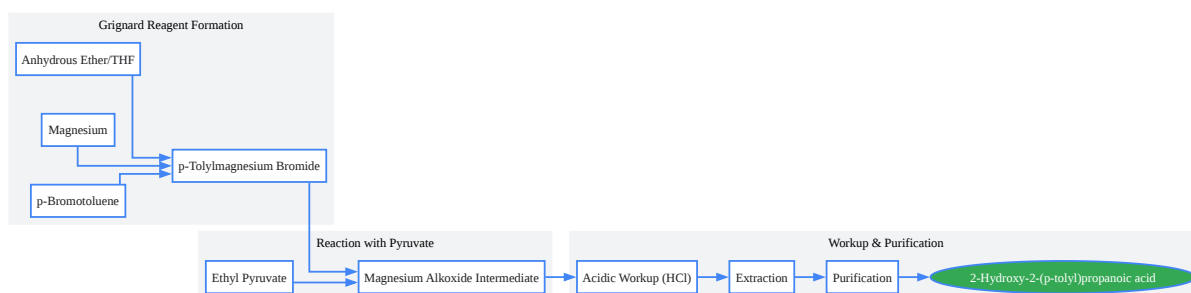 Grignard Reagent Formation
Anhydrous Ether/THF
Magnesium
p-Tolylmagnesium Bromide
p-Bromotoluene
Reaction with Pyruvate
Workup & Purification
Ethyl Pyruvate
Magnesium Alkoxide Intermediate
Acidic Workup (HCl)
Extraction
Purification
2-Hydroxy-2-(p-tolyl)propanoic acid